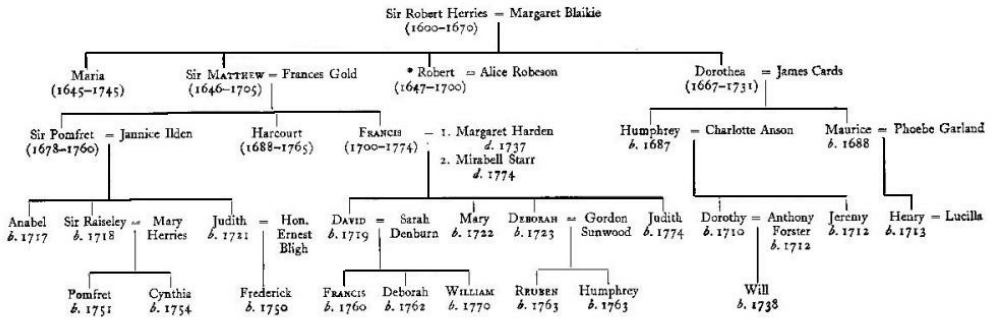 Sir Robert Herries = Margaret Blaikie
(1600–1670)
Maria Sir MATTHEW = Frances Gold * Robert = Alice Robeson Dorothea = James Cards
(1645–1745) (1646–1705) (1647–1700) (1667–1731)
Sir Pomfret = Jannice Ilden Harcourt FRANCIS = 1. Margaret Harden Humphrey = Charlotte Anson Maurice = Phoebe Garland
(1678–1760) (1688–1765) (1700–1774) d. 1737 b. 1687 b. 1688
2. Mirabell Starr
d. 1774
Anabel Sir Raiseley = Mary Judith = Hon. DAVID = Sarah Mary DEBORAH = Gordon Judith Dorothy = Anthony Jeremy Henry = Lucilla
b. 1717 b. 1718 Herries b. 1721 Ernest b. 1719 Denburn b. 1722 b. 1723 Sunwood b. 1774 b. 1710 Forster b. 1712 b. 1713
Bligh b. 1712
Pomfret Cynthia Frederick FRANCIS Deborah WILLIAM REUBEN Humphrey Will
b. 1751 b. 1754 b. 1750 b. 1760 b. 1762 b. 1770 b. 1763 b. 1763 b. 1738